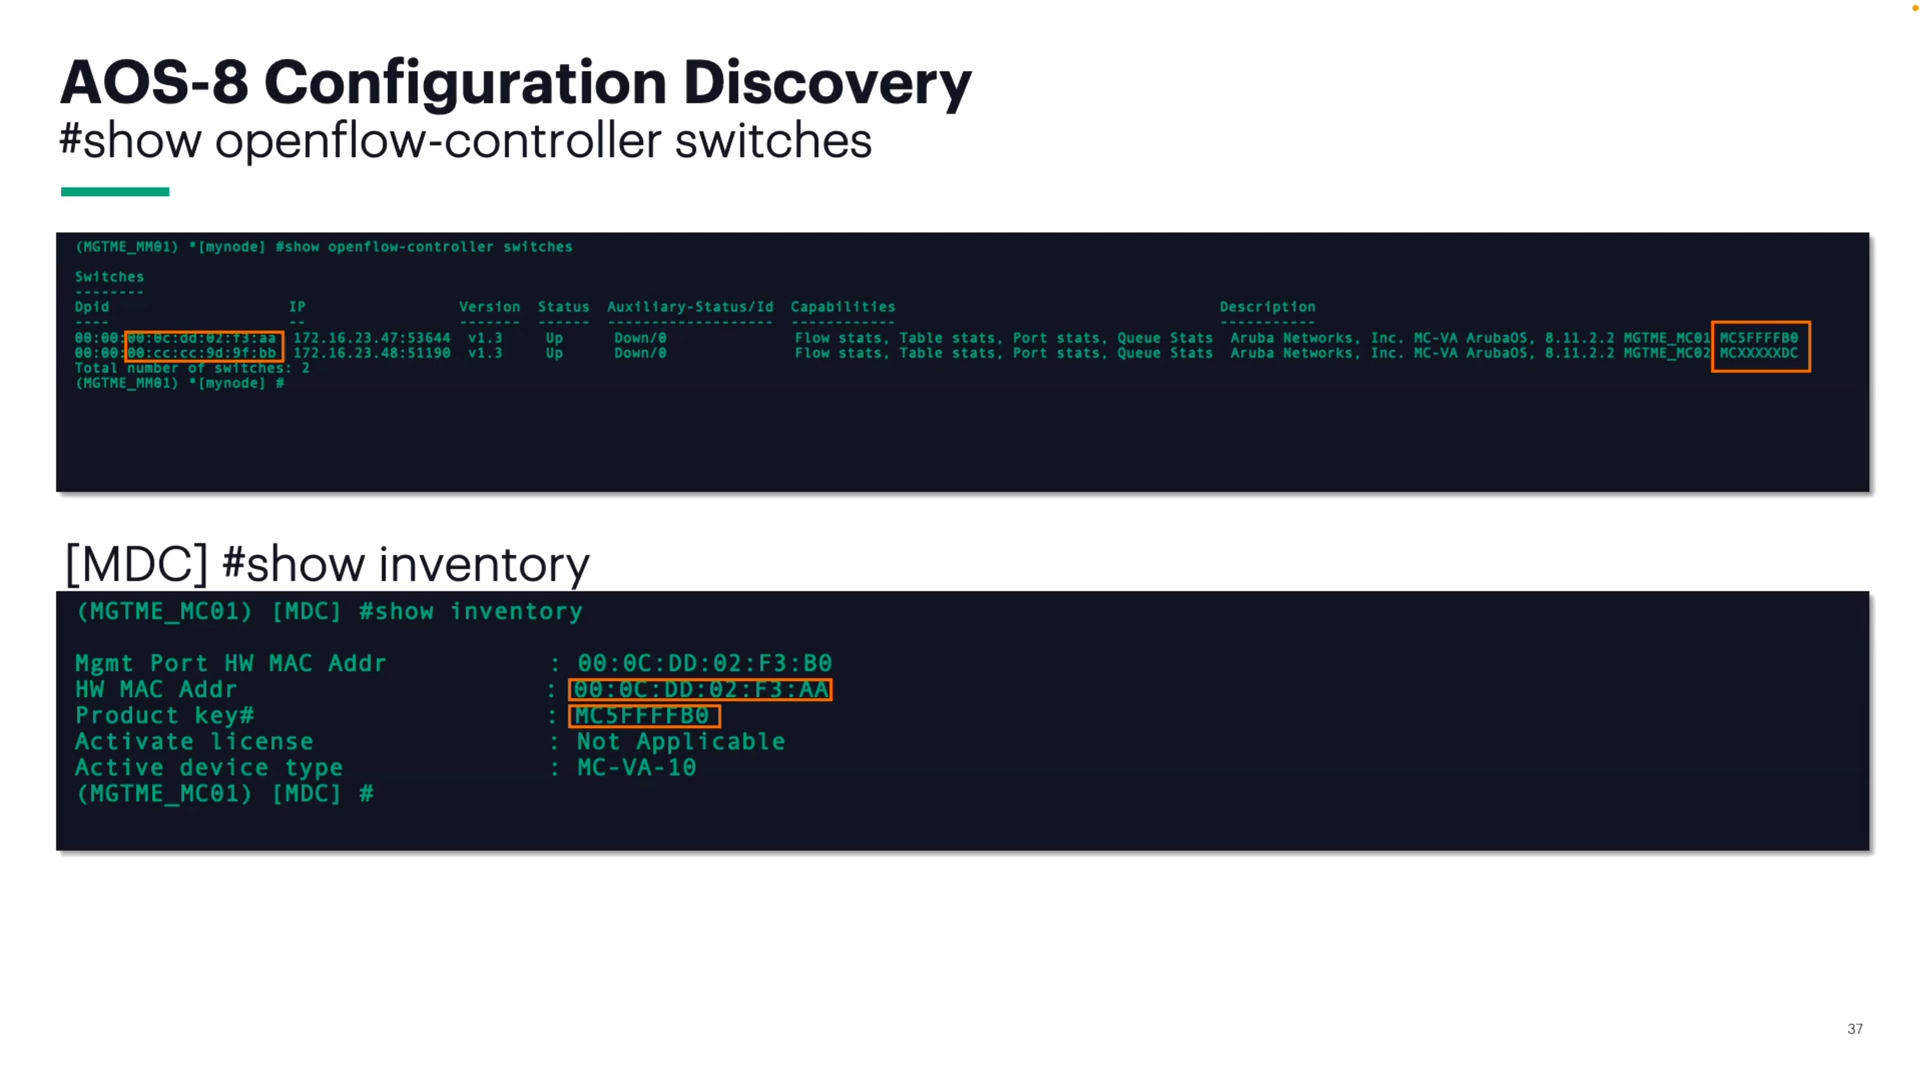 AOS-8 Configuration Discovery
#show openflow-controller switches
(MGTME_MM01) *[mynode] #show openflow-controller switches
Switches
--------
Dpid IP Version Status Auxiliary-Status/Id Capabilities Description
---- -- ------- ------ ------------------- ------------ -----------
00:00:00:0c:dd:02:f3:aa 172.16.23.47:53644 v1.3 Up Down/0 Flow stats, Table stats, Port stats, Queue Stats Aruba Networks, Inc. MC-VA ArubaOS, 8.11.2.2 MGTME_MC01 MC5FFFFB0
00:00:00:cc:cc:9d:9f:bb 172.16.23.48:51190 v1.3 Up Down/0 Flow stats, Table stats, Port stats, Queue Stats Aruba Networks, Inc. MC-VA ArubaOS, 8.11.2.2 MGTME_MC02 MCXXXXXDC
Total number of switches: 2
(MGTME_MM01) *[mynode] #
[MDC] #show inventory
(MGTME_MC01) [MDC] #show inventory
Mgmt Port HW MAC Addr : 00:0C:DD:02:F3:B0
HW MAC Addr : 00:0C:DD:02:F3:AA
Product key# : MC5FFFFB0
Activate license : Not Applicable
Active device type : MC-VA-10
(MGTME_MC01) [MDC] #
37